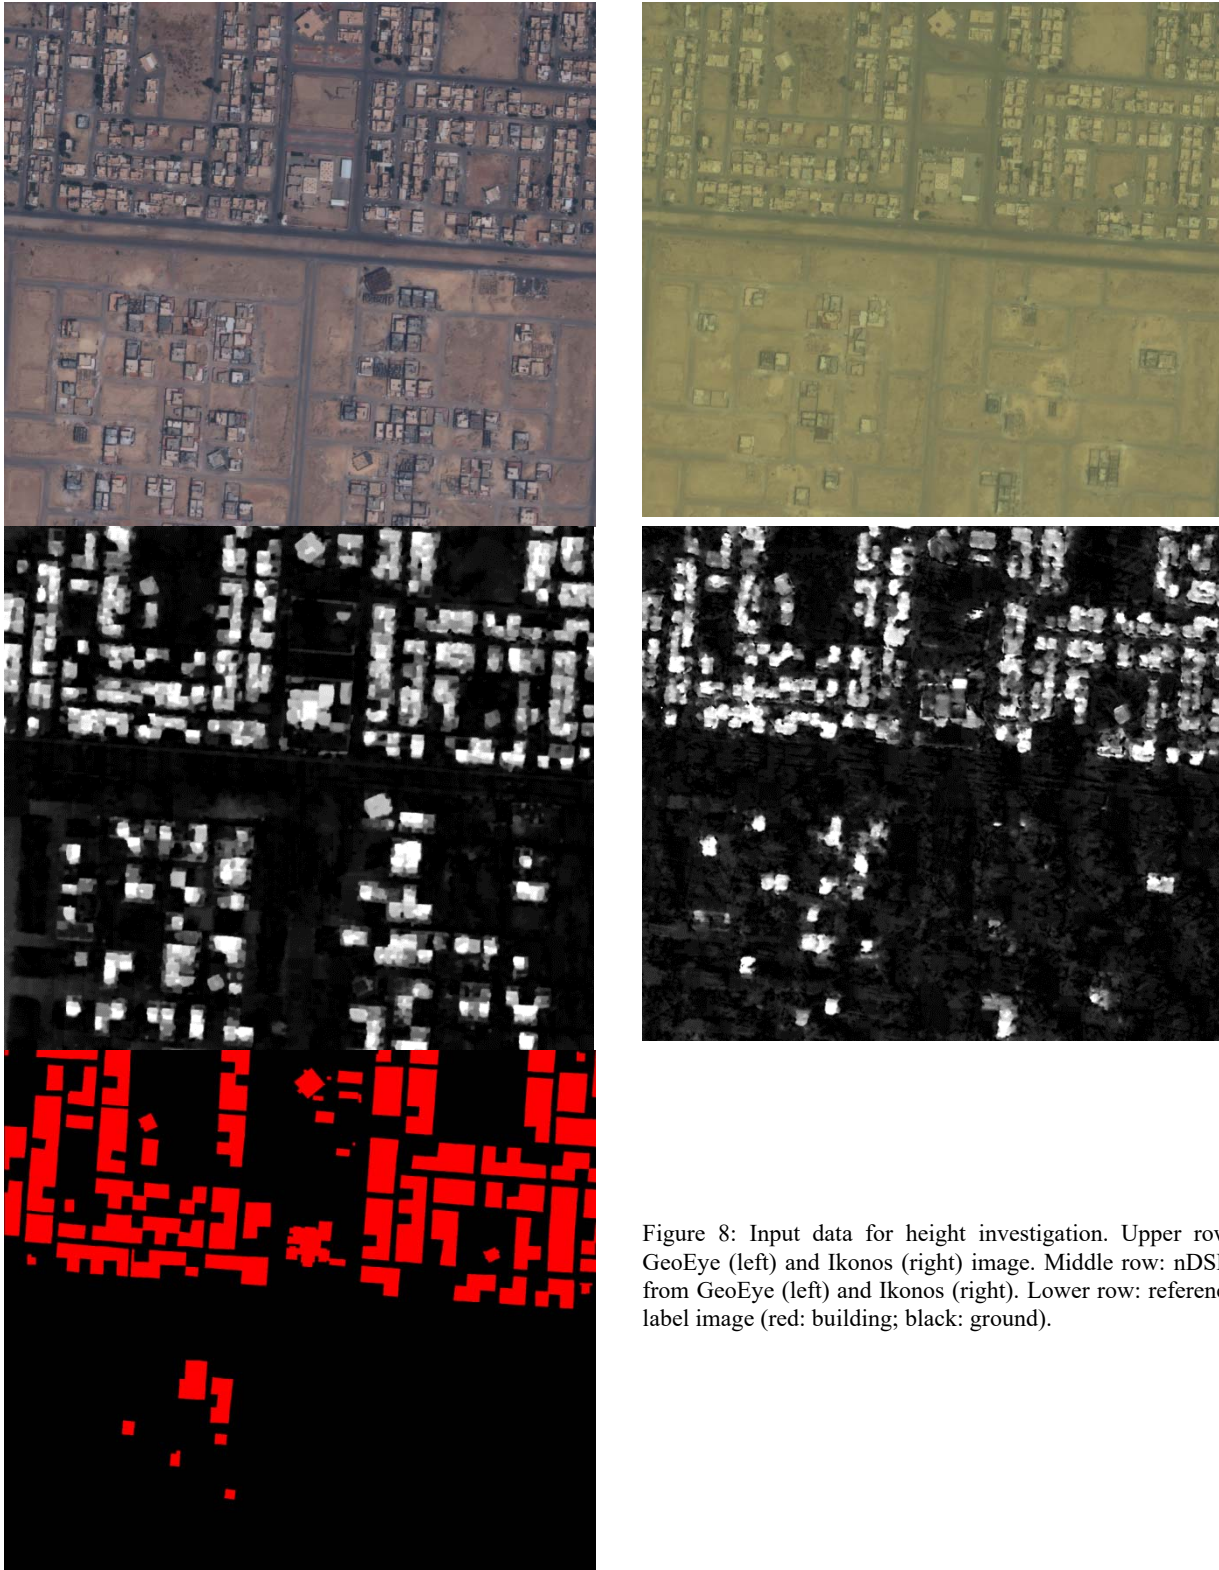 Figure 8: Input data for height investigation. Upper row
GeoEye (left) and Ikonos (right) image. Middle row:
from GeoEye (left) and Ikonos (right). Lower row:
label image (red: building; black: ground).